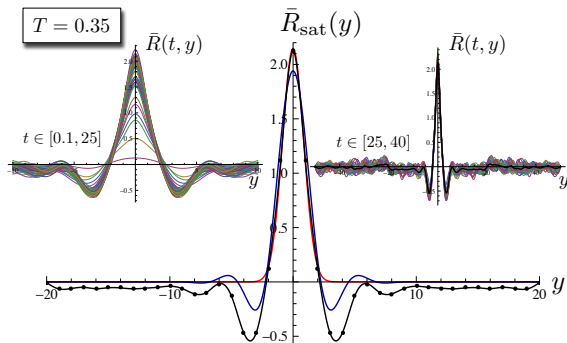 T = 0.35
R̄(t, y)
R̄sat(y)
R̄(t, y)
2.0
1.5
1.0
0.5
-0.5
t ∈ [0.1, 25]
t ∈ [25, 40]
y
y
y
−20
−10
10
20